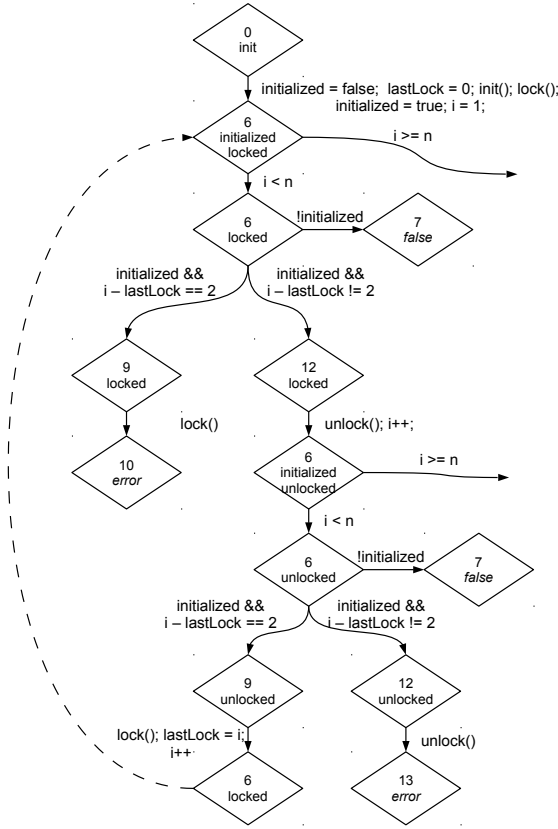 0
init
initialized = false;  lastLock = 0; init(); lock();
initialized = true; i = 1;
6
initialized
locked
i >= n
i < n
6
locked
!initialized
7
false
initialized &&
i – lastLock == 2
initialized &&
i – lastLock != 2
9
locked
12
locked
lock()
unlock(); i++;
10
error
6
initialized
unlocked
i >= n
i < n
6
unlocked
!initialized
7
false
initialized &&
i – lastLock == 2
initialized &&
i – lastLock != 2
9
unlocked
12
unlocked
lock(); lastLock = i;
i++
unlock()
6
locked
13
error